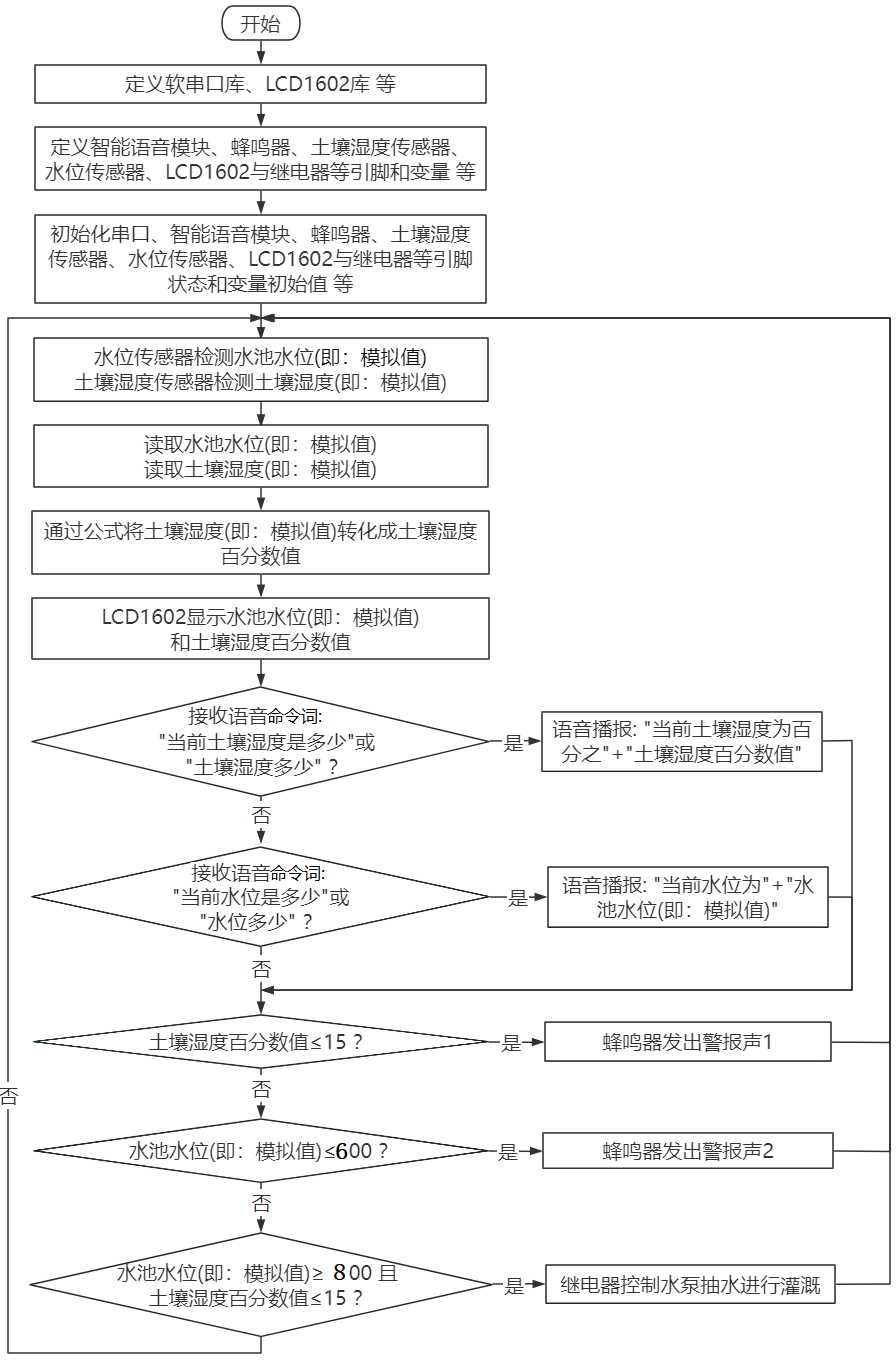 开始
定义软串口库、LCD1602库 等
定义智能语音模块、蜂鸣器、土壤湿度传感器、
水位传感器、LCD1602与继电器等引脚和变量 等
初始化串口、智能语音模块、蜂鸣器、土壤湿度
传感器、水位传感器、LCD1602与继电器等引脚
状态和变量初始值 等
水位传感器检测水池水位(即：模拟值)
土壤湿度传感器检测土壤湿度(即：模拟值)
读取水池水位(即：模拟值)
读取土壤湿度(即：模拟值)
通过公式将土壤湿度(即：模拟值)转化成土壤湿度
百分数值
LCD1602显示水池水位(即：模拟值)
和土壤湿度百分数值
接收语音命令词:
"当前土壤湿度是多少"或
"土壤湿度多少"？
是
语音播报: "当前土壤湿度为百
分之"+"土壤湿度百分数值"
否
接收语音命令词:
"当前水位是多少"或
"水位多少"？
是
语音播报: "当前水位为"+"水
池水位(即：模拟值)"
否
土壤湿度百分数值≤15？
是
蜂鸣器发出警报声1
否
否
水池水位(即：模拟值)≤600？
是
蜂鸣器发出警报声2
否
水池水位(即：模拟值)≥ 800 且
土壤湿度百分数值≤15？
是
继电器控制水泵抽水进行灌溉